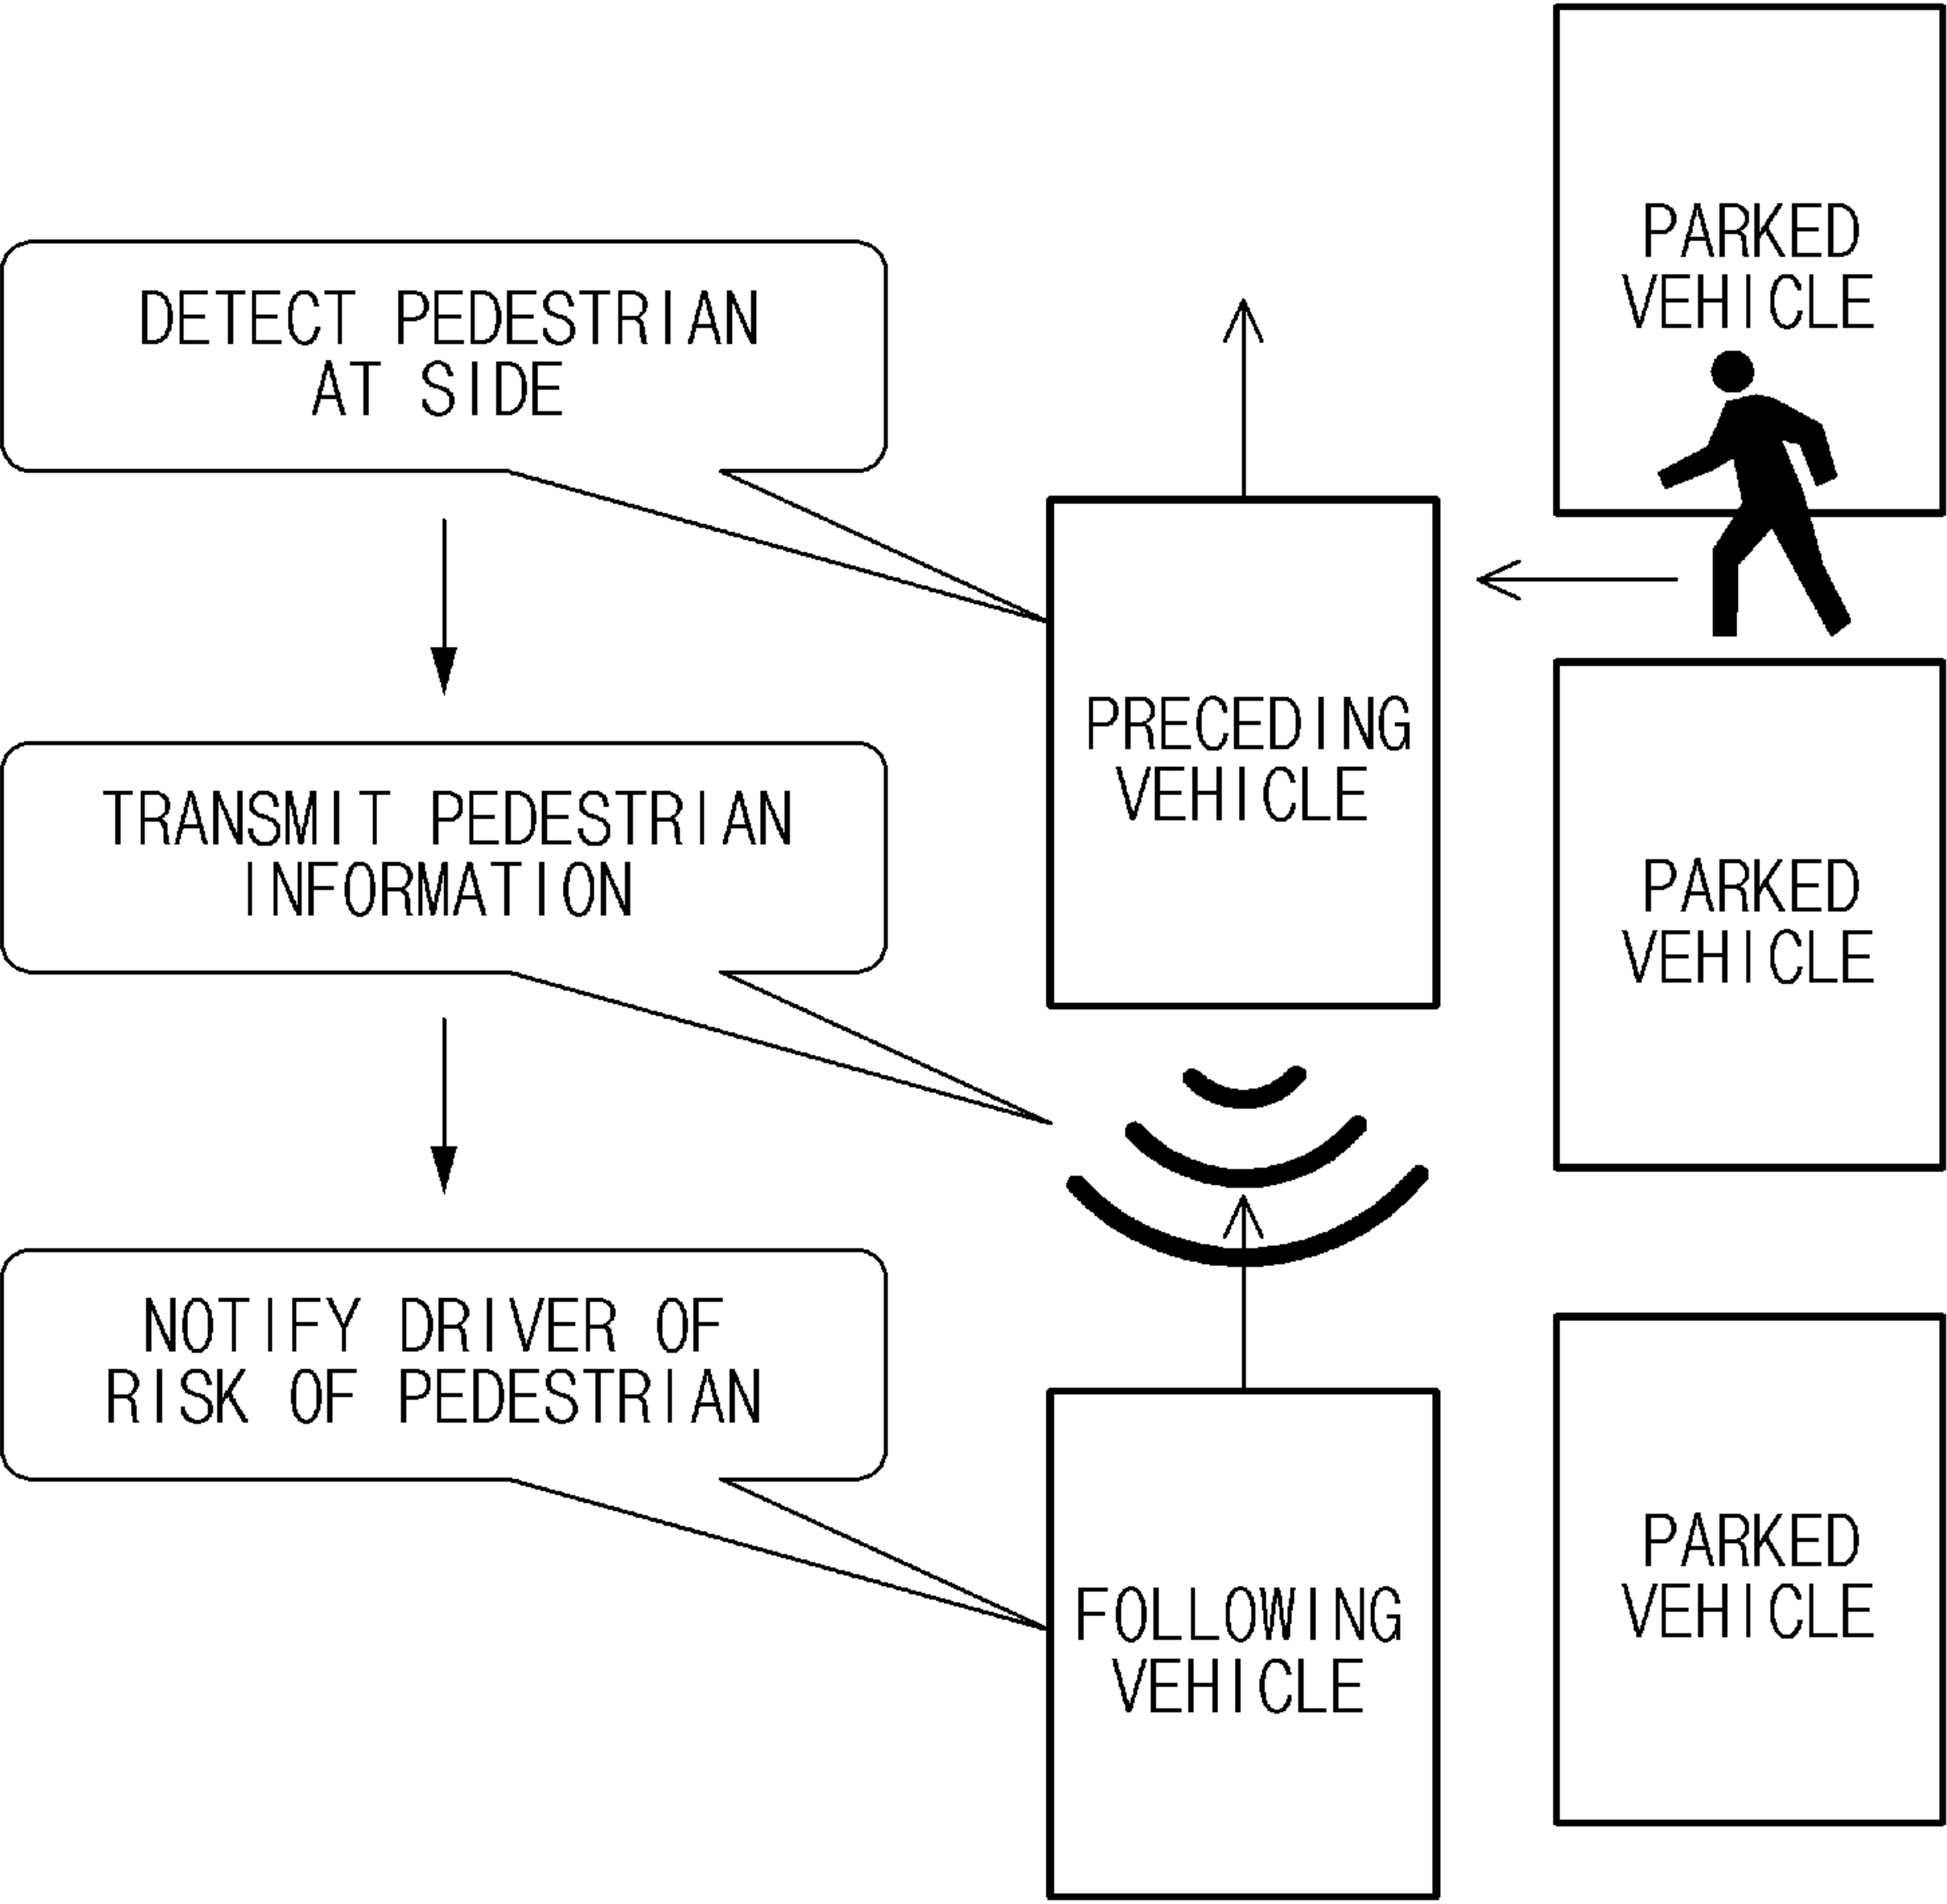 PARKED
VEHICLE
DETECT PEDESTRIAN
AT SIDE
PRECEDING
VEHICLE
TRANSMIT PEDESTRIAN
INFORMATION
PARKED
VEHICLE
NOTIFY DRIVER OF
RISK OF PEDESTRIAN
FOLLOWING
VEHICLE
PARKED
VEHICLE